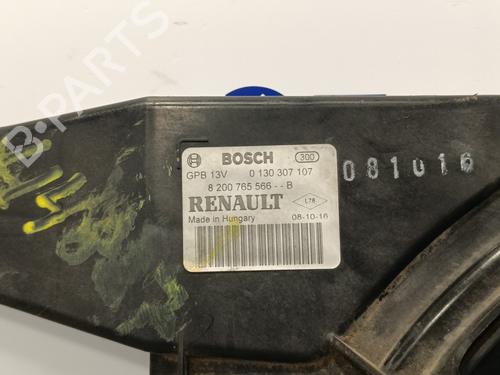 BOSCH 300
GPB 13V 0 130 307 107
8 200 765 566 - - B
RENAULT L78
Made in Hungary 08-10-16
081016
B-PARTS